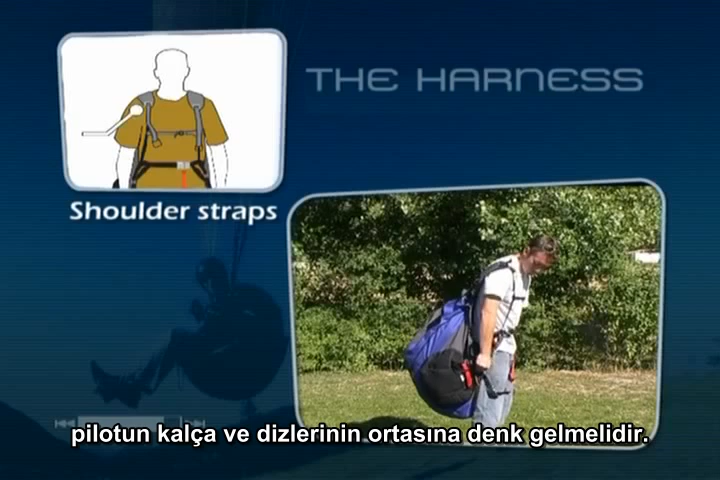 THE HARNESS
Shoulder straps
pilotun kalça ve dizlerinin ortasına denk gelmelidir.